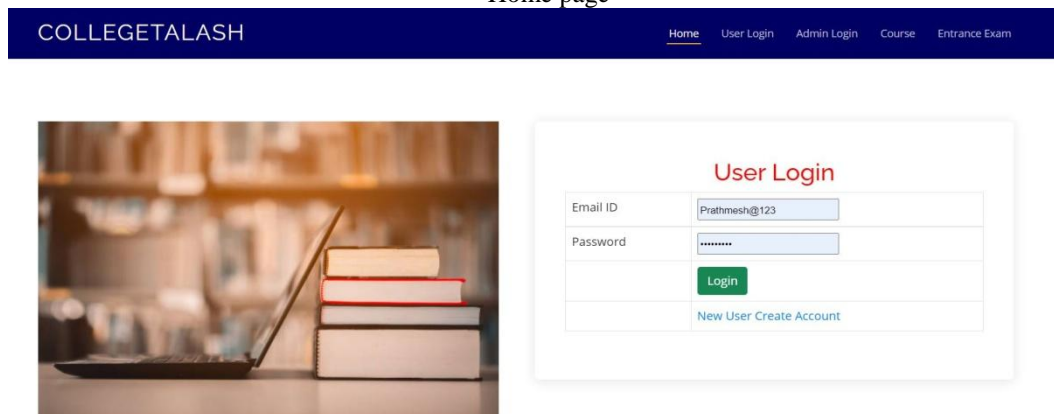 Home page
COLLEGETALASH
Home User Login Admin Login Course Entrance Exam
User Login
Email ID Prathmesh@123
Password •••••••••
Login
New User Create Account